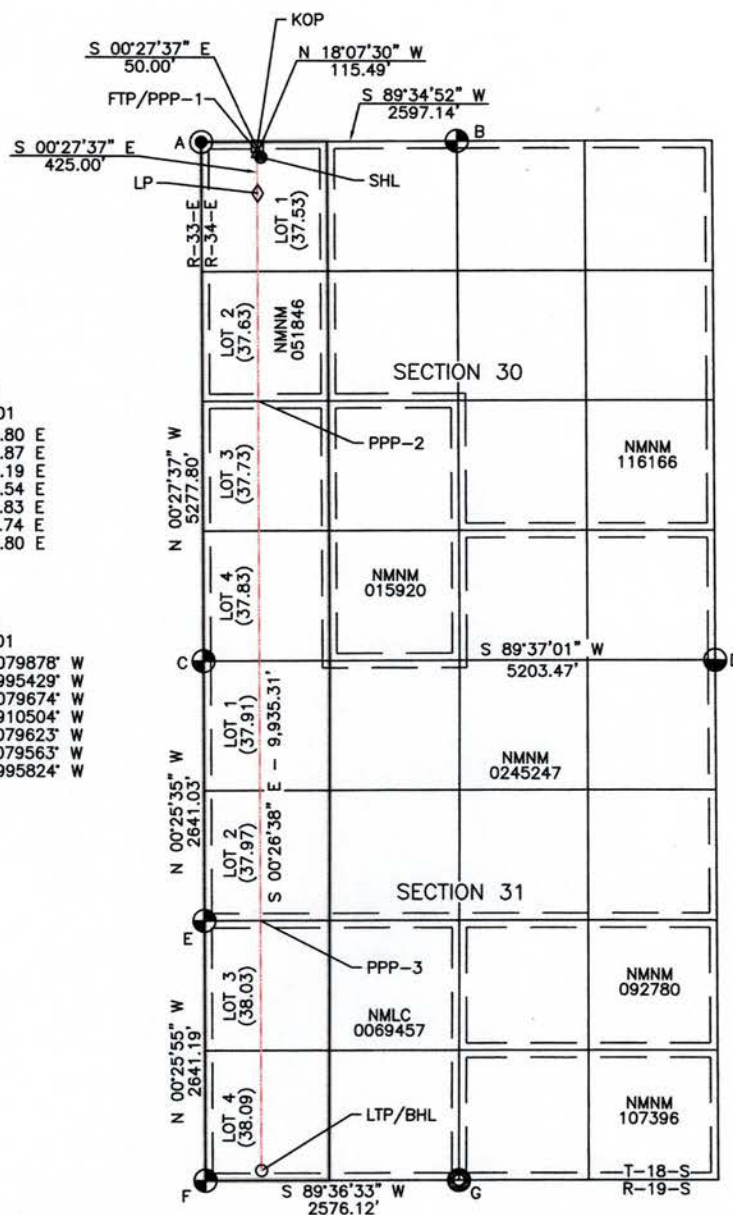 KOP
S 00°27'37" E
50.00'
N 18°07'30" W
115.49'
FTP/PPP-1
S 89°34'52" W
2597.14'
A
B
S 00°27'37" E
425.00'
LP
SHL
R-33-E
R-34-E
LOT 1
(37.53)
LOT 2
(37.63)
NMNM
051846
SECTION 30
01
.80 E
.87 E
.19 E
.54 E
.83 E
.74 E
.80 E
N 00°27'37" W
5277.80'
PPP-2
LOT 3
(37.73)
NMNM
116166
LOT 4
(37.83)
NMNM
015920
S 89°37'01" W
5203.47'
C
D
01
079878° W
995429° W
079674° W
910504° W
079623° W
079563° W
995824° W
LOT 1
(37.91)
S 00°26'38" E - 9,935.31'
NMNM
0245247
N 00°25'35" W
2641.03'
LOT 2
(37.97)
SECTION 31
E
PPP-3
LOT 3
(38.03)
NMLC
0069457
NMNM
092780
N 00°25'55" W
2641.19'
LOT 4
(38.09)
LTP/BHL
NMNM
107396
T-18-S
R-19-S
F
S 89°36'33" W
2576.12'
G